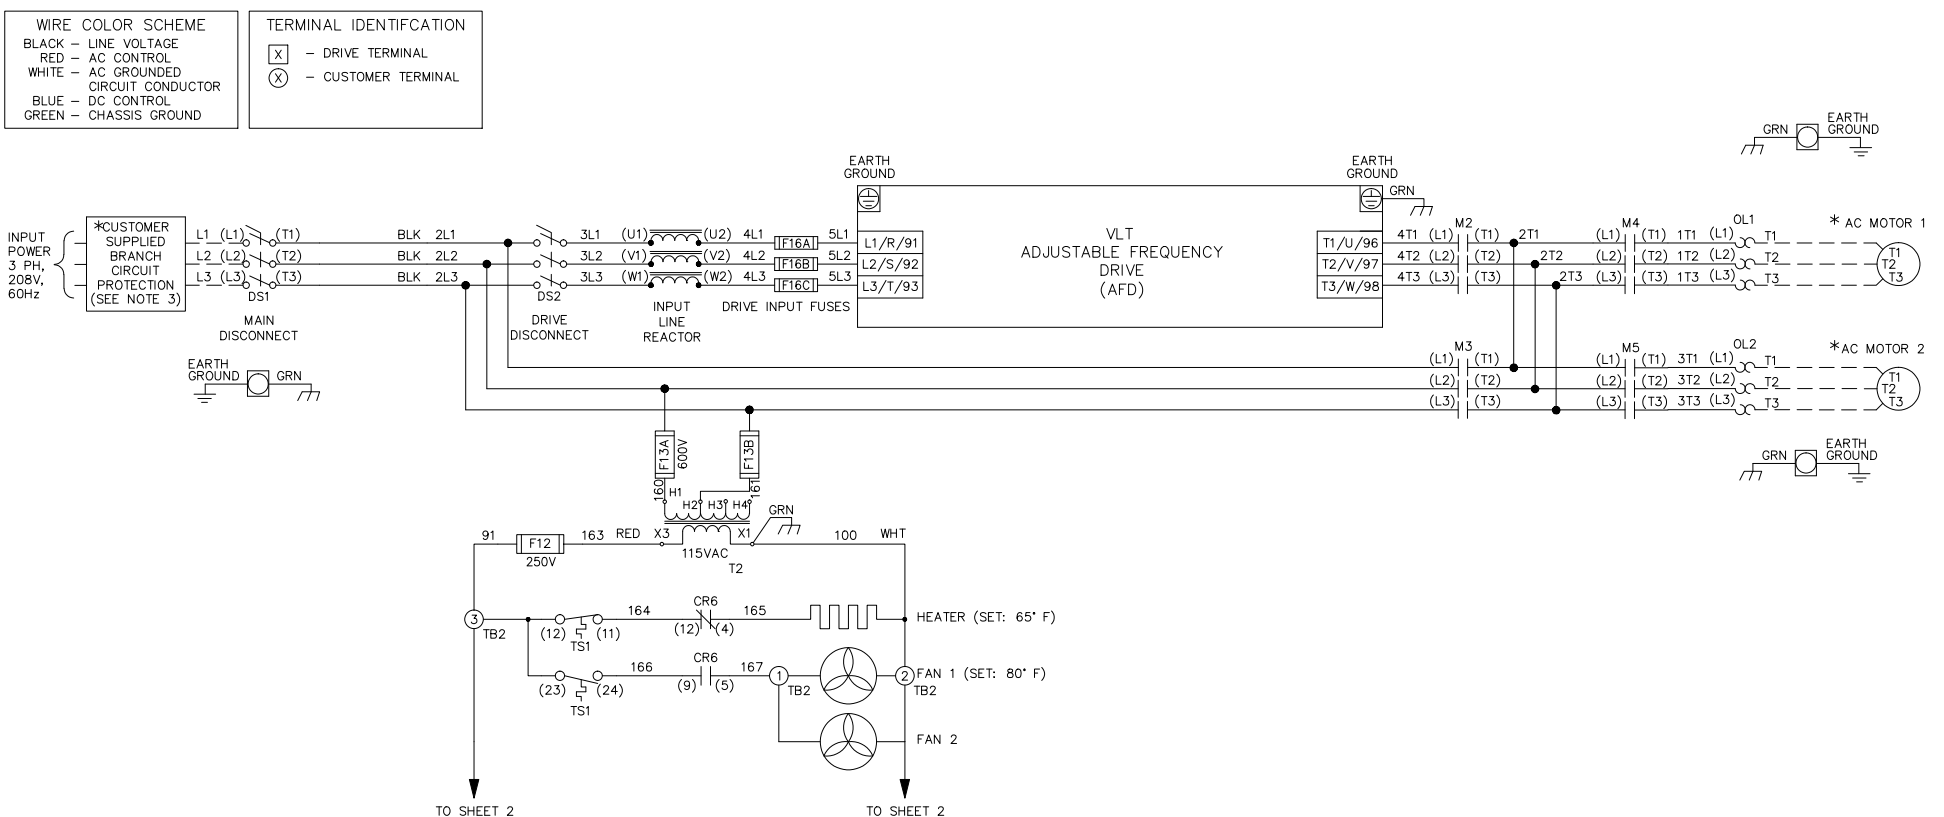 WIRE COLOR SCHEME
BLACK – LINE VOLTAGE
RED – AC CONTROL
WHITE – AC GROUNDED
CIRCUIT CONDUCTOR
BLUE – DC CONTROL
GREEN – CHASSIS GROUND
TERMINAL IDENTIFCATION
X – DRIVE TERMINAL
X – CUSTOMER TERMINAL
EARTH
GROUND
GRN
EARTH
GROUND
EARTH
GROUND
GRN
INPUT
POWER
3 PH,
208V,
60Hz
*CUSTOMER
SUPPLIED
BRANCH
CIRCUIT
PROTECTION
(SEE NOTE 3)
L1 (L1) (T1) BLK 2L1 3L1 (U1) (U2) 4L1 F16A 5L1 L1/R/91
L2 (L2) (T2) BLK 2L2 3L2 (V1) (V2) 4L2 F16B 5L2 L2/S/92
L3 (L3) (T3) BLK 2L3 3L3 (W1) (W2) 4L3 F16C 5L3 L3/T/93
DS1
MAIN
DISCONNECT
DS2
DRIVE
DISCONNECT
INPUT
LINE
REACTOR
DRIVE INPUT FUSES
VLT
ADJUSTABLE FREQUENCY
DRIVE
(AFD)
M2 M4 OL1
* AC MOTOR 1
T1/U/96 4T1 (L1) (T1) 2T1 (L1) (T1) 1T1 (L1) T1
T2/V/97 4T2 (L2) (T2) 2T2 (L2) (T2) 1T2 (L2) T2
T3/W/98 4T3 (L3) (T3) 2T3 (L3) (T3) 1T3 (L3) T3
T1
T2
T3
EARTH
GROUND
GRN
M3 M5 OL2
*AC MOTOR 2
(L1) (T1) (L1) (T1) 3T1 (L1) T1
(L2) (T2) (L2) (T2) 3T2 (L2) T2
(L3) (T3) (L3) (T3) 3T3 (L3) T3
T1
T2
T3
GRN
EARTH
GROUND
F13A
600V
F13B
160
161
H1
H2 H3 H4
GRN
91 F12 163 RED X3 X1 100 WHT
250V
115VAC
T2
3
TB2
(12) (11)
TS1
164
CR6
(12) (4)
165
HEATER (SET: 65° F)
(23) (24)
TS1
166
CR6
(9) (5)
167
1
TB2
2
TB2
FAN 1 (SET: 80° F)
FAN 2
TO SHEET 2
TO SHEET 2